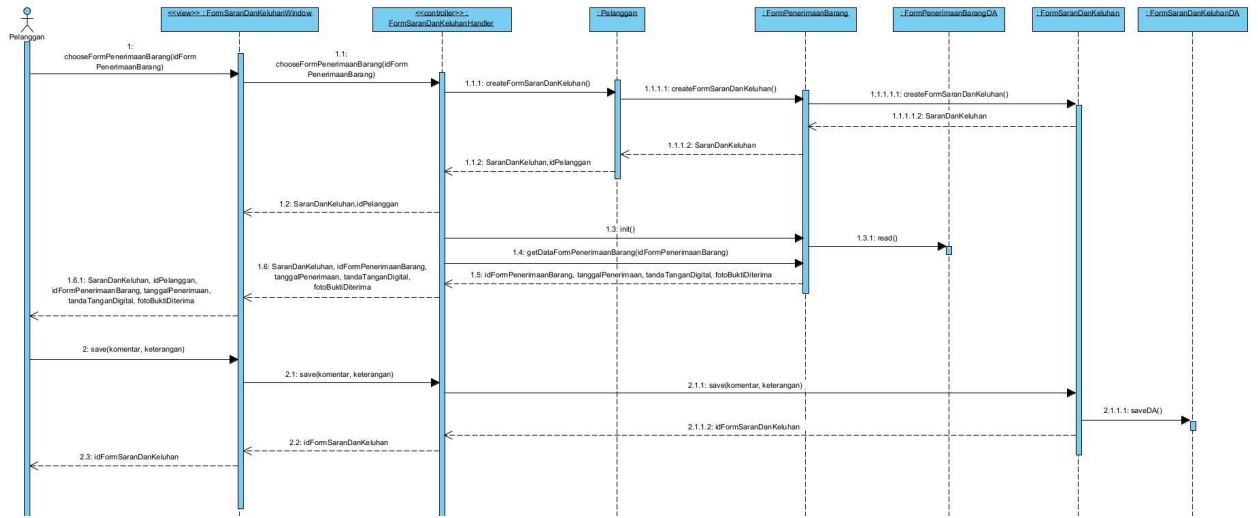 <<view>> : FormSaranDanKeluhanWindow
<<controller>> :
FormSaranDanKeluhanHandler
: Pelanggan
: FormPenerimaanBarang
: FormPenerimaanBarangDA
: FormSaranDanKeluhan
: FormSaranDanKeluhanDA
Pelanggan
1:
chooseFormPenerimaanBarang(idForm
PenerimaanBarang)
1.1:
chooseFormPenerimaanBarang(idForm
PenerimaanBarang)
1.1.1: createFormSaranDanKeluhan()
1.1.1.1: createFormSaranDanKeluhan()
1.1.1.1.1: createFormSaranDanKeluhan()
1.1.1.1.2: SaranDanKeluhan
1.1.1.2: SaranDanKeluhan
1.1.2: SaranDanKeluhan,idPelanggan
1.2: SaranDanKeluhan,idPelanggan
1.3: init()
1.3.1: read()
1.4: getDataFormPenerimaanBarang(idFormPenerimaanBarang)
1.5: idFormPenerimaanBarang, tanggalPenerimaan, tandaTanganDigital, fotoBuktiDiterima
1.6: SaranDanKeluhan, idFormPenerimaanBarang,
tanggalPenerimaan, tandaTanganDigital,
fotoBuktiDiterima
1.6.1: SaranDanKeluhan, idPelanggan,
idFormPenerimaanBarang, tanggalPenerimaan,
tandaTanganDigital, fotoBuktiDiterima
2: save(komentar, keterangan)
2.1: save(komentar, keterangan)
2.1.1: save(komentar, keterangan)
2.1.1.1: saveDA()
2.1.1.2: idFormSaranDanKeluhan
2.2: idFormSaranDanKeluhan
2.3: idFormSaranDanKeluhan